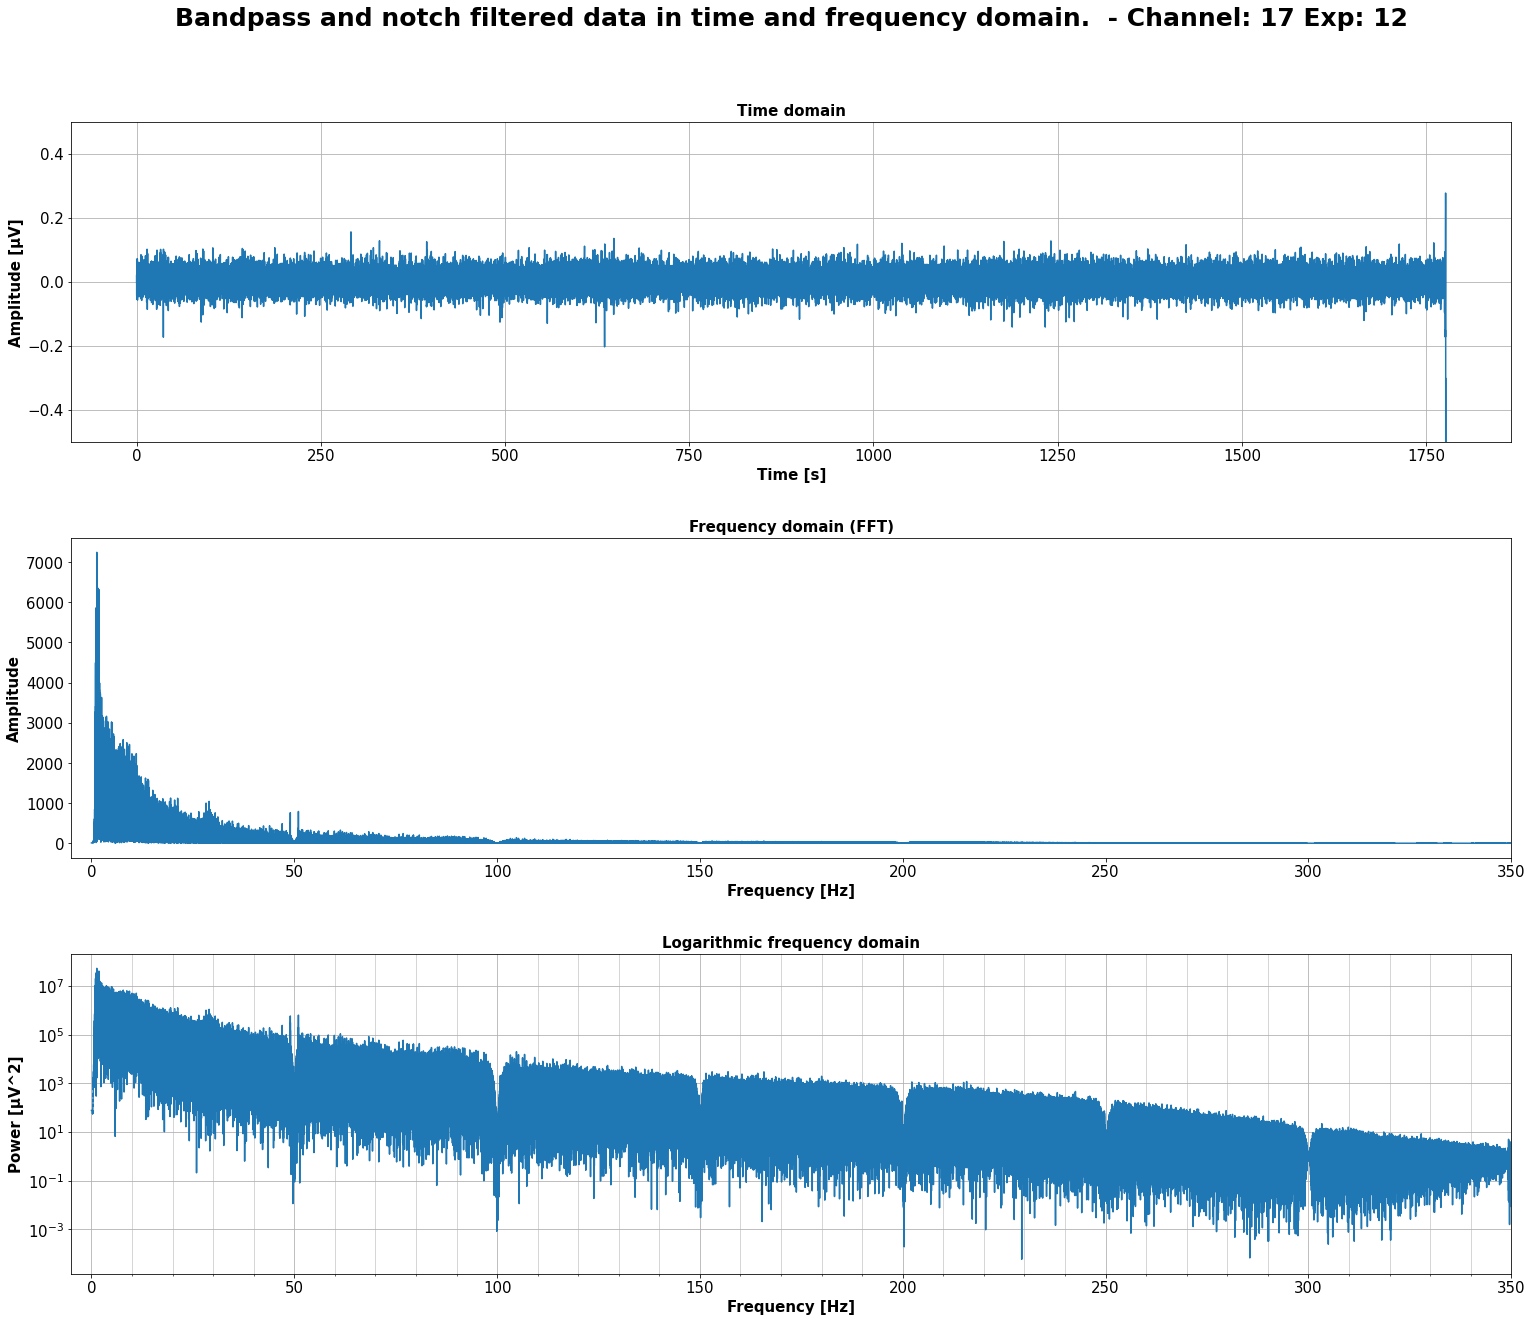 Bandpass and notch filtered data in time and frequency domain.  - Channel: 17 Exp: 12
Time domain
Amplitude [µV]
0.4
0.2
0.0
−0.2
−0.4
0 250 500 750 1000 1250 1500 1750
Time [s]
Frequency domain (FFT)
Amplitude
7000
6000
5000
4000
3000
2000
1000
0
0 50 100 150 200 250 300 350
Frequency [Hz]
Logarithmic frequency domain
Power [µV^2]
10^7
10^5
10^3
10^1
10^−1
10^−3
0 50 100 150 200 250 300 350
Frequency [Hz]